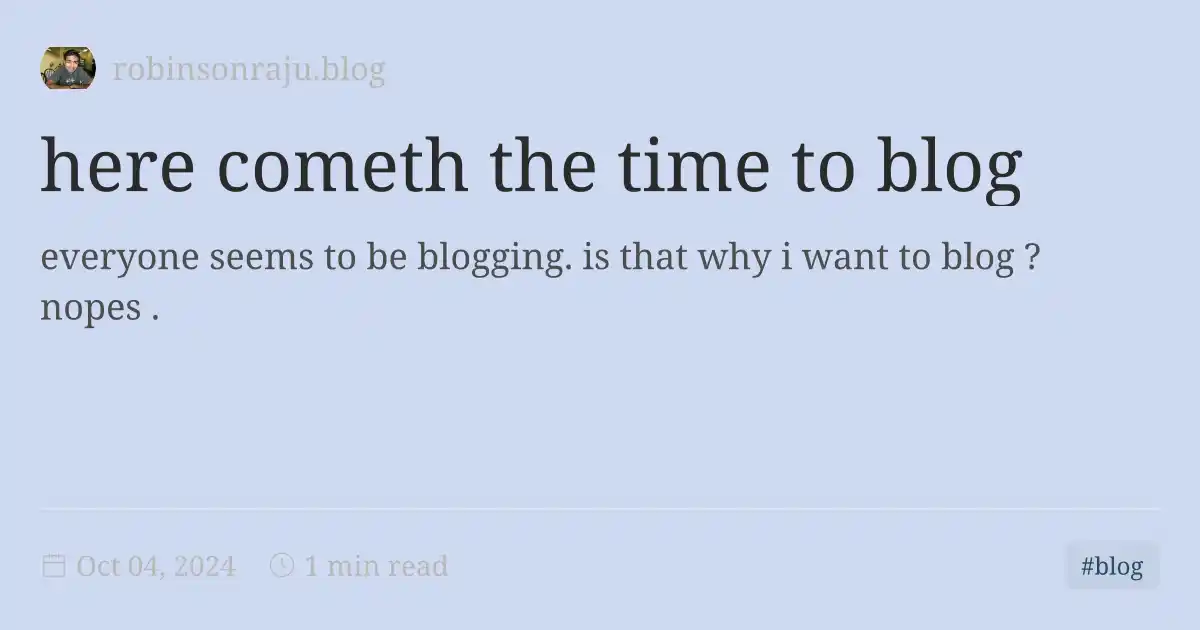 robinsonraju.blog
here cometh the time to blog
everyone seems to be blogging. is that why i want to blog ?
nopes .
Oct 04, 2024 1 min read
#blog